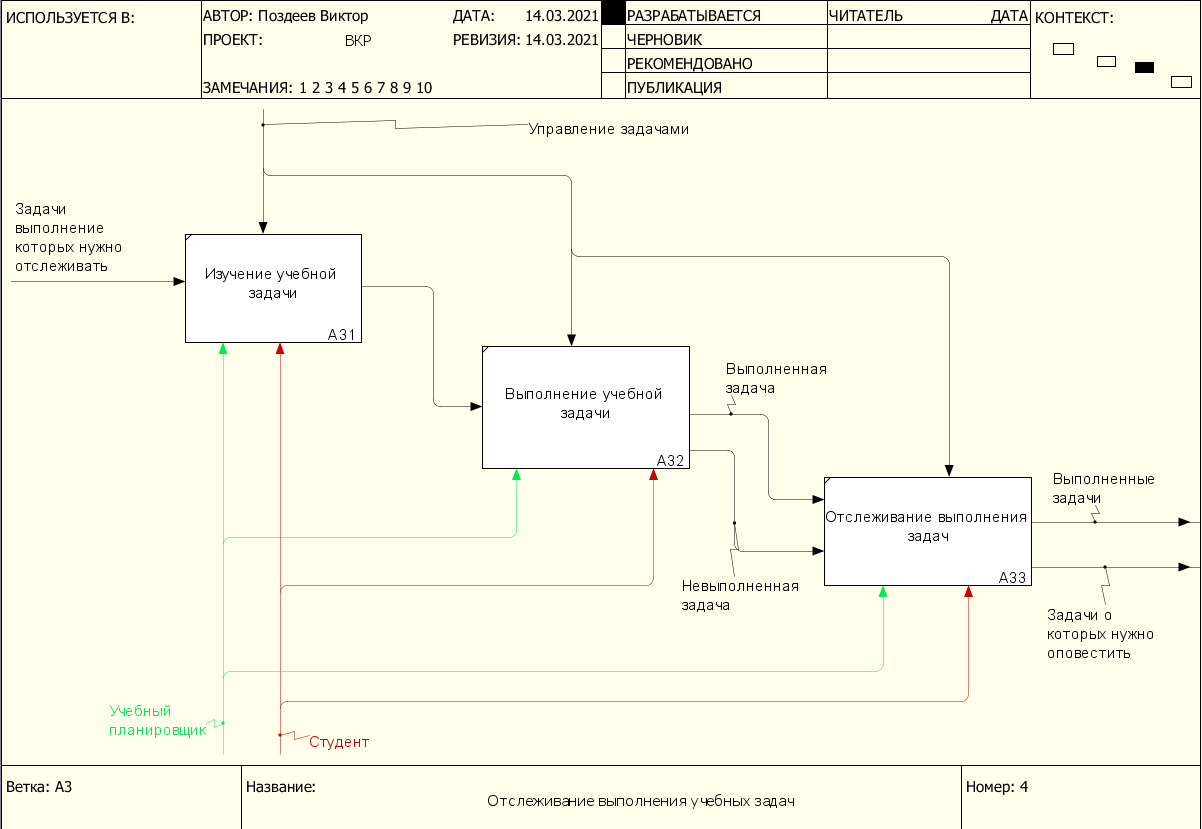 ИСПОЛЬЗУЕТСЯ В:
АВТОР: Поздеев Виктор
ДАТА: 14.03.2021
РАЗРАБАТЫВАЕТСЯ
ЧИТАТЕЛЬ
ДАТА
КОНТЕКСТ:
ПРОЕКТ: ВКР
РЕВИЗИЯ: 14.03.2021
ЧЕРНОВИК
РЕКОМЕНДОВАНО
ЗАМЕЧАНИЯ: 1 2 3 4 5 6 7 8 9 10
ПУБЛИКАЦИЯ
Управление задачами
Задачи
выполнение
которых нужно
отслеживать
Изучение учебной
задачи
A31
Выполнение учебной
задачи
A32
Выполненная
задача
Невыполненная
задача
Отслеживание выполнения
задач
A33
Выполненные
задачи
Задачи о
которых нужно
оповестить
Учебный
планировщик
Студент
Ветка: A3
Название:
Отслеживание выполнения учебных задач
Номер: 4